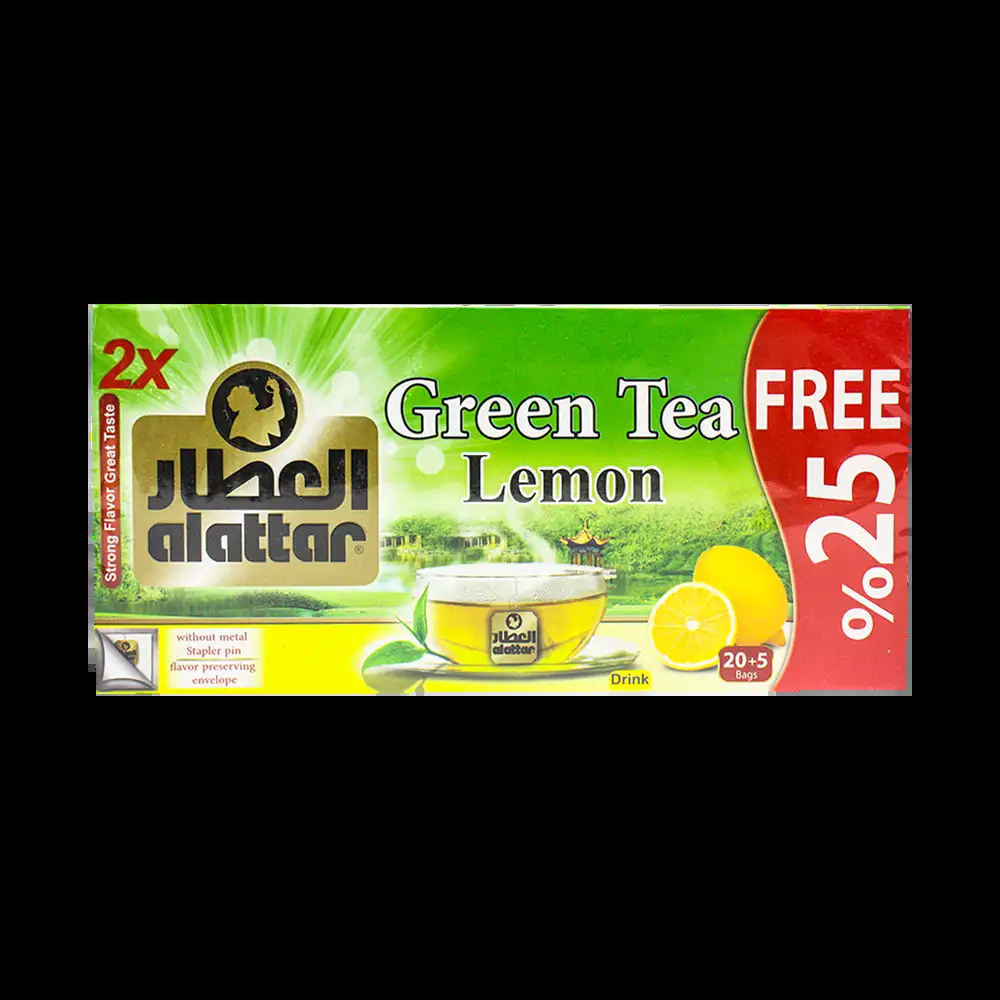 2x
Strong Flavor Great Taste
العطار
alattar®
Green Tea
Lemon
FREE
%25
العطار
alattar
without metal
Stapler pin
flavor preserving
envelope
Drink
20+5
Bags